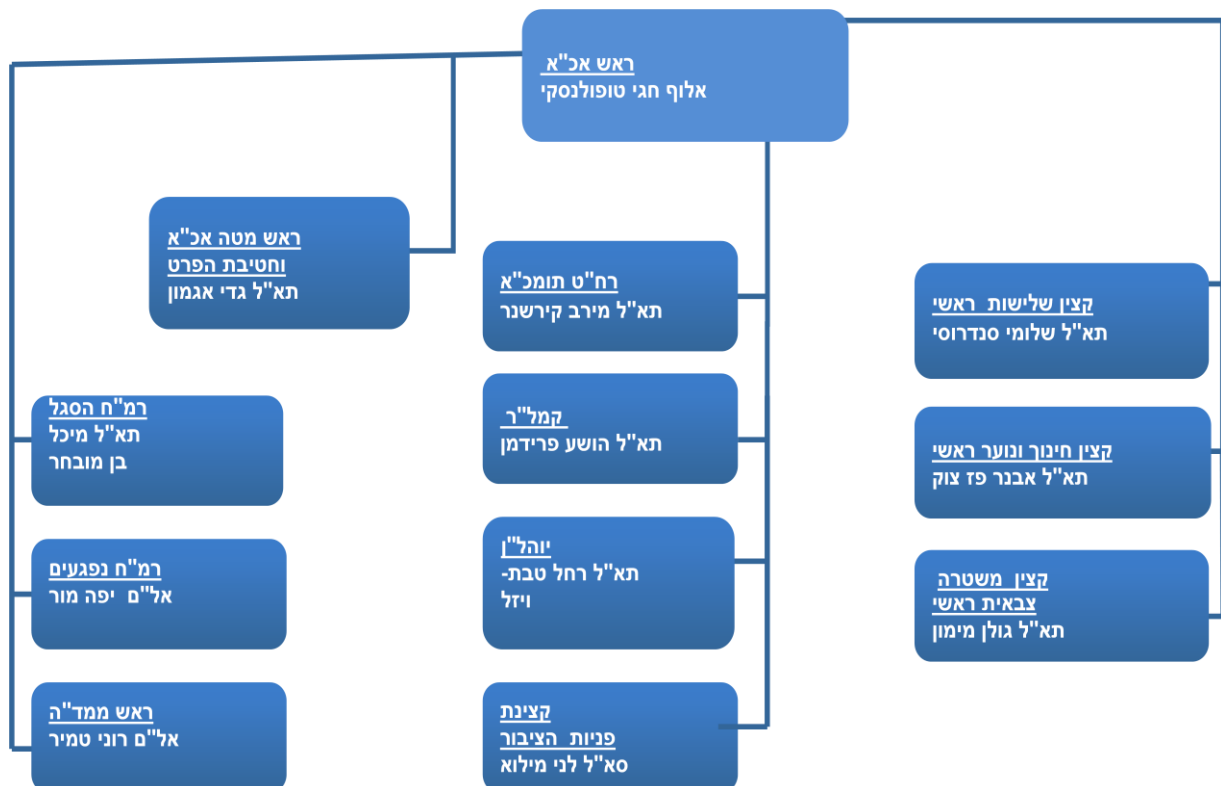 ראש אכ"א
אלוף חגי טופולנסקי
קצין שלישות ראשי
תא"ל שלומי סנדרוסי
קצין חינוך ונוער ראשי
תא"ל אבנר פז צוק
קצין משטרה
צבאית ראשי
תא"ל גולן מימון
רח"ט תומכ"א
תא"ל מירב קירשנר
קמל"ר
תא"ל הושע פרידמן
יוהל"ן
תא"ל רחל טבת-
ויזל
קצינת
פניות הציבור
סא"ל לני מילוא
ראש מטה אכ"א
וחטיבת הפרט
תא"ל גדי אגמון
רמ"ח הסגל
תא"ל מיכל
בן מובחר
רמ"ח נפגעים
אל"ם יפה מור
ראש ממד"ה
אל"ם רוני טמיר